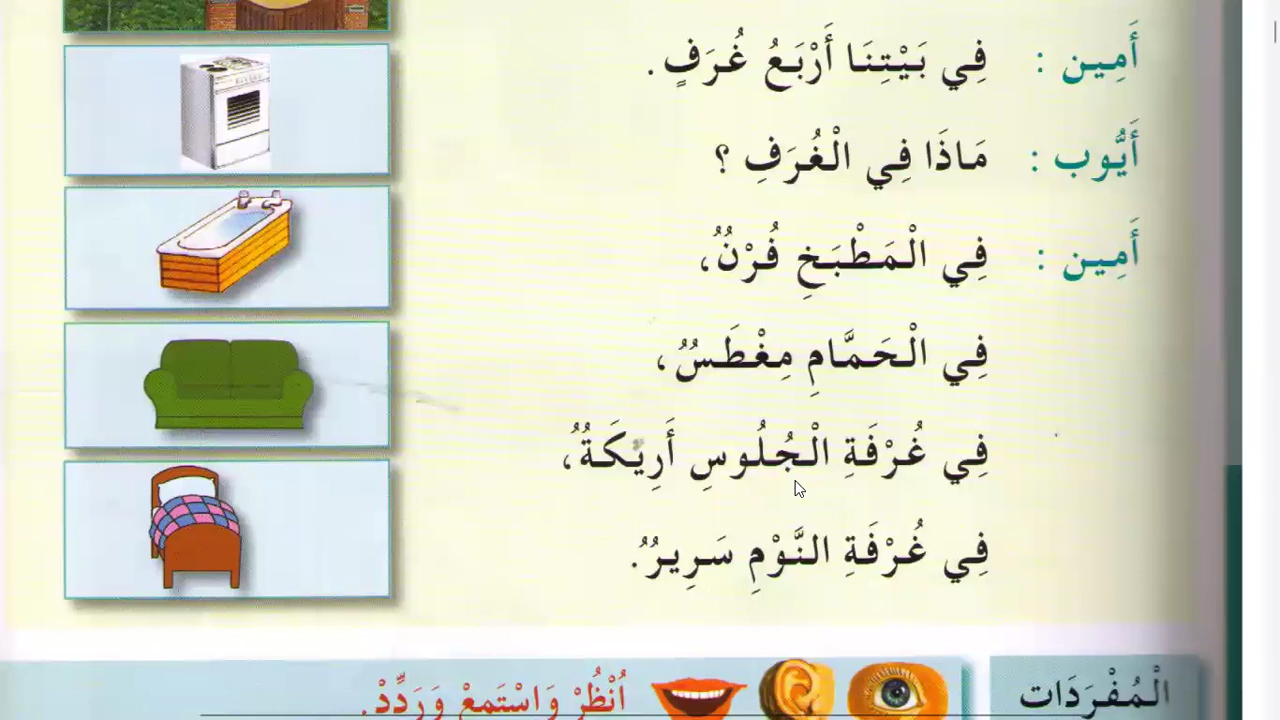 أَمِين : فِي بَيْتِنَا أَرْبَعُ غُرَفٍ .
أَيُّوب : مَاذَا فِي الْغُرَفِ ؟
أَمِين : فِي الْمَطْبَخِ فُرْنٌ،
فِي الْحَمَّامِ مِغْطَسٌ،
فِي غُرْفَةِ الْجُلُوسِ أَرِيكَةٌ،
فِي غُرْفَةِ النَّوْمِ سَرِيرٌ.
الْمُفْرَدَات
اُنْظُرْ وَاسْتَمِعْ وَرَدِّدْ.